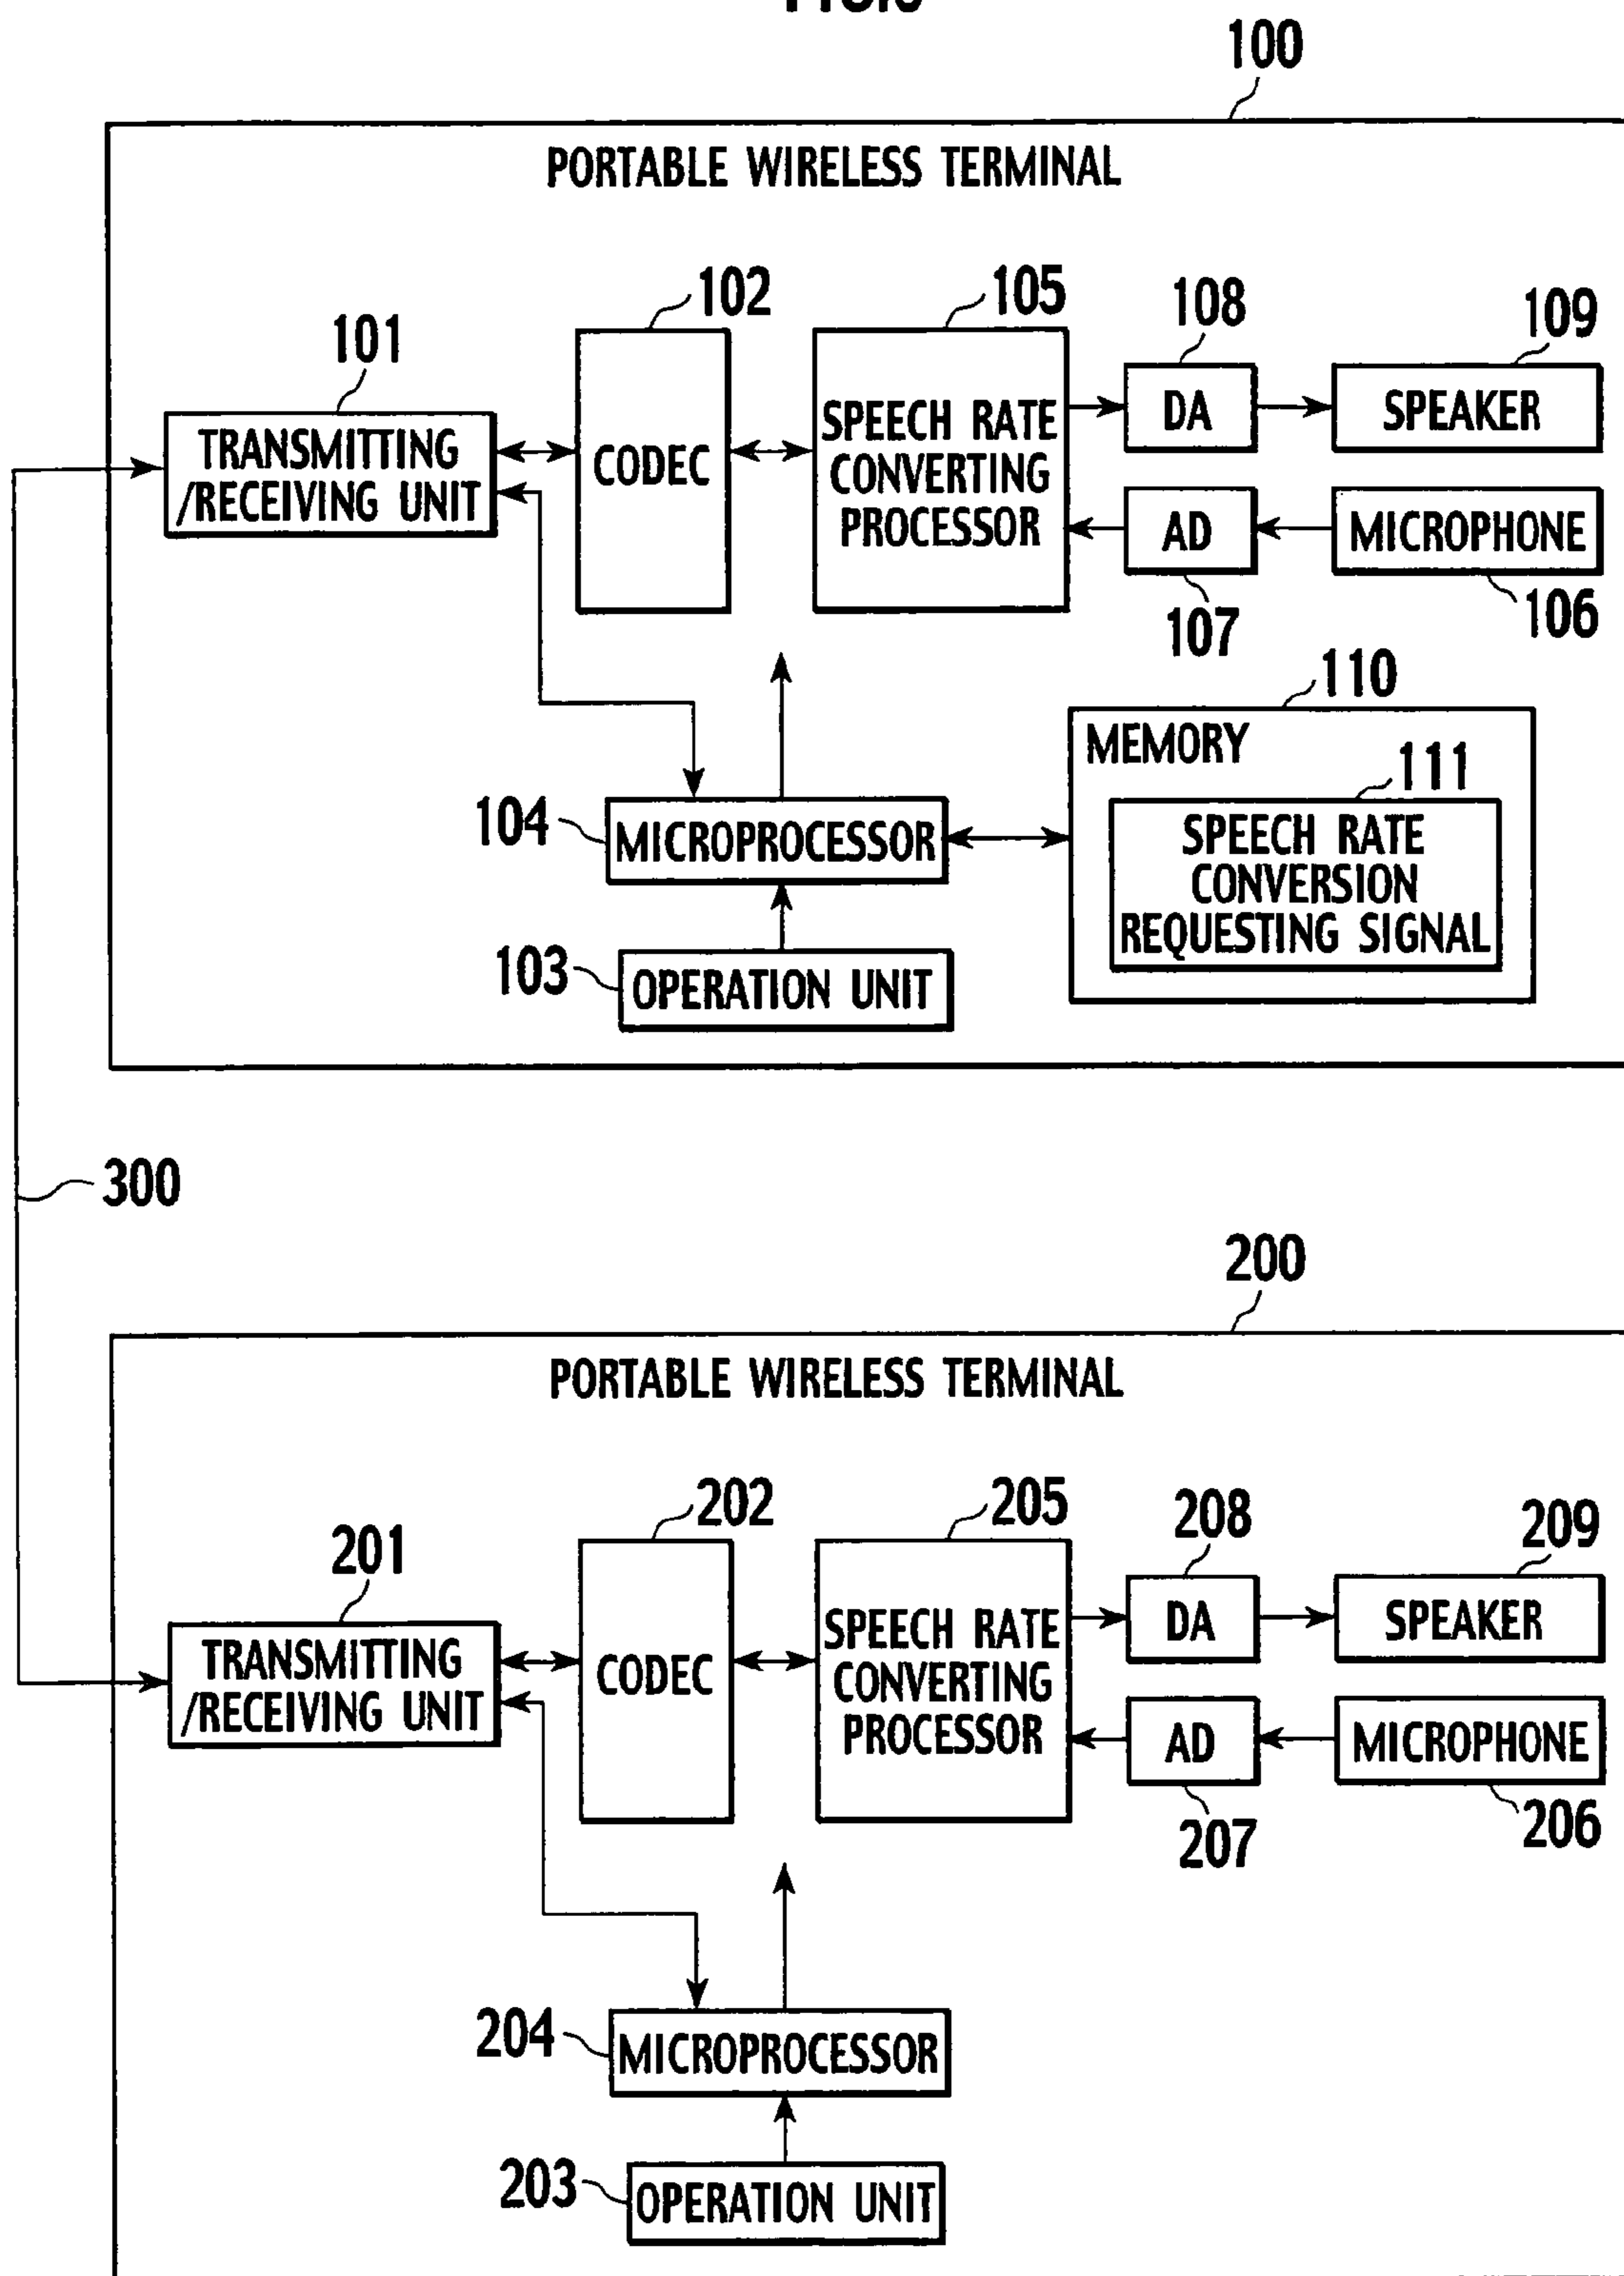 100
PORTABLE WIRELESS TERMINAL
102
105
108
109
101
TRANSMITTING
/RECEIVING UNIT
CODEC
SPEECH RATE
CONVERTING
PROCESSOR
DA
SPEAKER
AD
MICROPHONE
107
106
110
MEMORY
111
SPEECH RATE
CONVERSION
REQUESTING SIGNAL
104
MICROPROCESSOR
103
OPERATION UNIT
300
200
PORTABLE WIRELESS TERMINAL
202
205
208
209
201
TRANSMITTING
/RECEIVING UNIT
CODEC
SPEECH RATE
CONVERTING
PROCESSOR
DA
SPEAKER
AD
MICROPHONE
207
206
204
MICROPROCESSOR
203
OPERATION UNIT